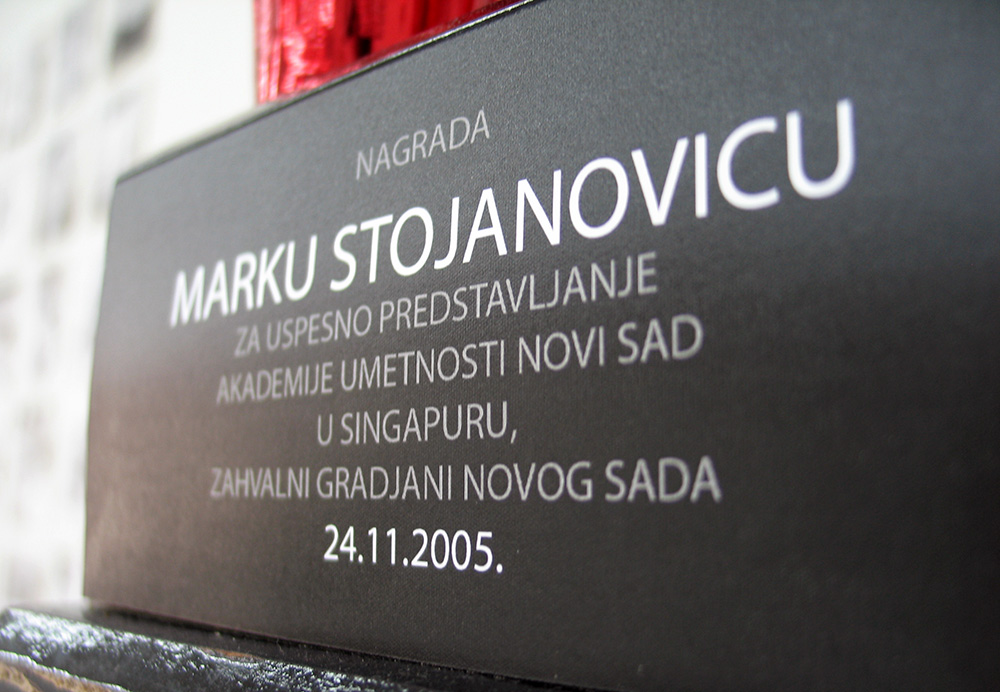 NAGRADA
MARKU STOJANOVICU
ZA USPESNO PREDSTAVLJANJE
AKADEMIJE UMETNOSTI NOVI SAD
U SINGAPURU,
ZAHVALNI GRADJANI NOVOG SADA
24.11.2005.